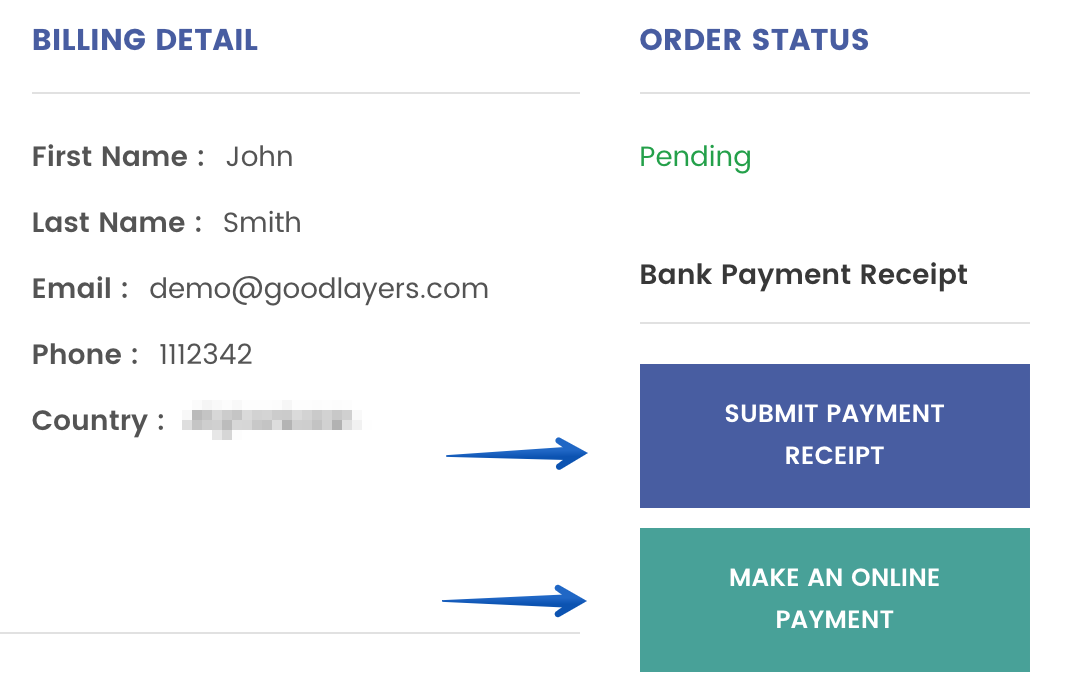 BILLING DETAIL
First Name : John
Last Name : Smith
Email : demo@goodlayers.com
Phone : 1112342
Country :
ORDER STATUS
Pending
Bank Payment Receipt
SUBMIT PAYMENT
RECEIPT
MAKE AN ONLINE
PAYMENT